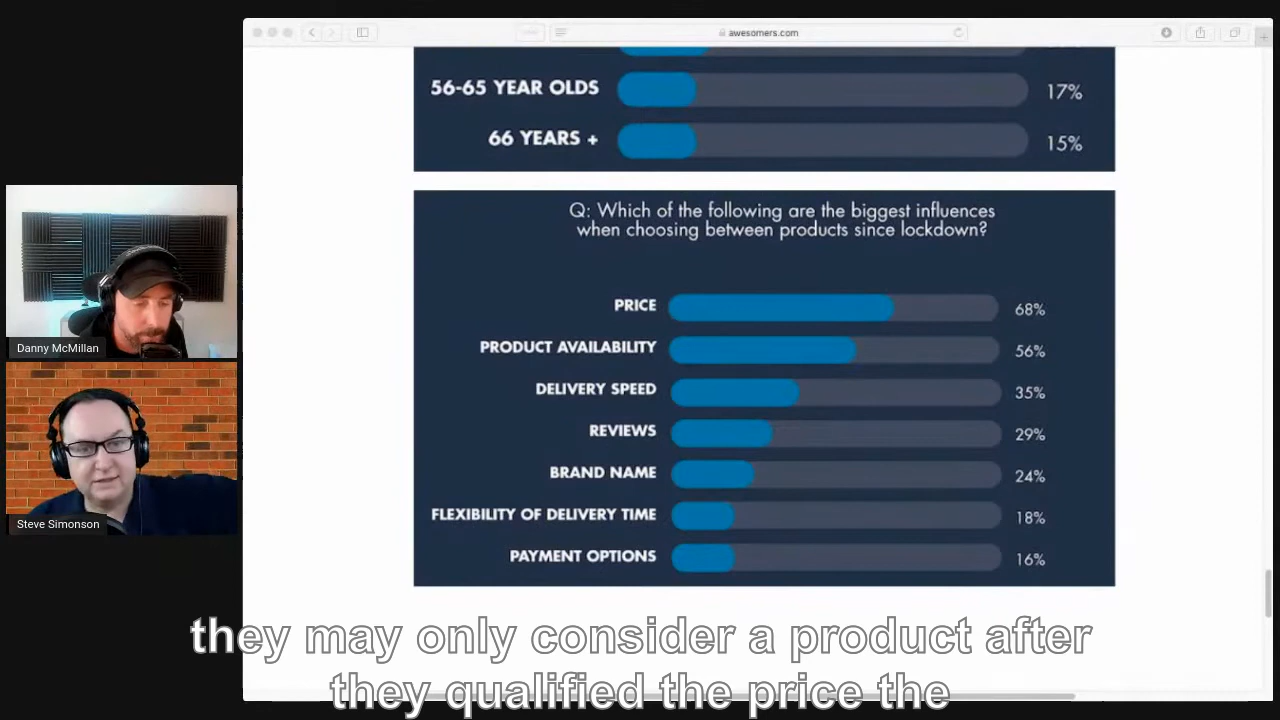 awesomers.com
56-65 YEAR OLDS
17%
66 YEARS +
15%
Q: Which of the following are the biggest influences
when choosing between products since lockdown?
PRICE
68%
PRODUCT AVAILABILITY
56%
DELIVERY SPEED
35%
REVIEWS
29%
BRAND NAME
24%
FLEXIBILITY OF DELIVERY TIME
18%
PAYMENT OPTIONS
16%
Danny McMillan
Steve Simonson
they may only consider a product after
they qualified the price the